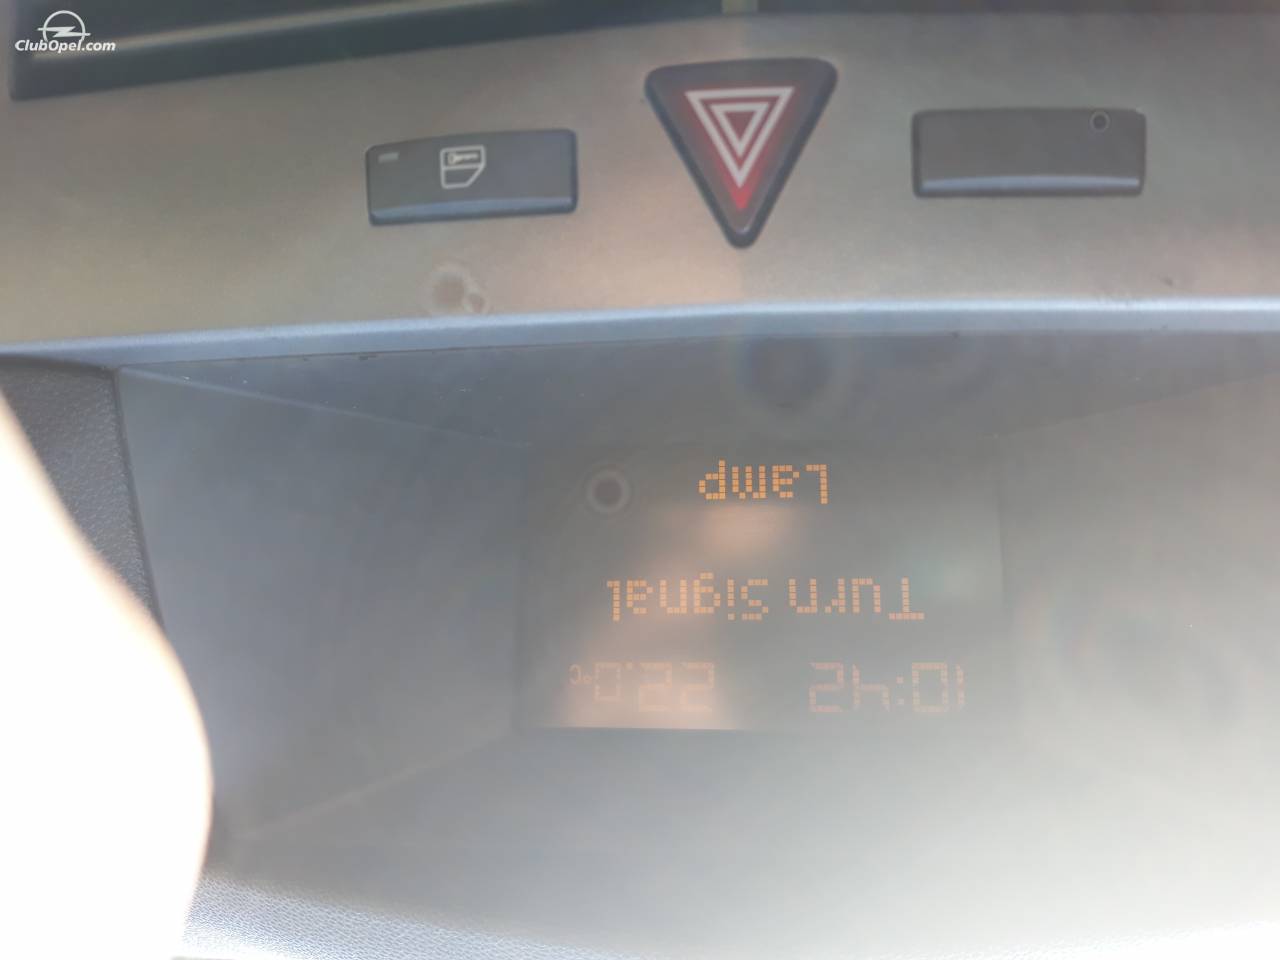 ClubOpel.com
10:42 22.0 °C
Turn signal
Lamp